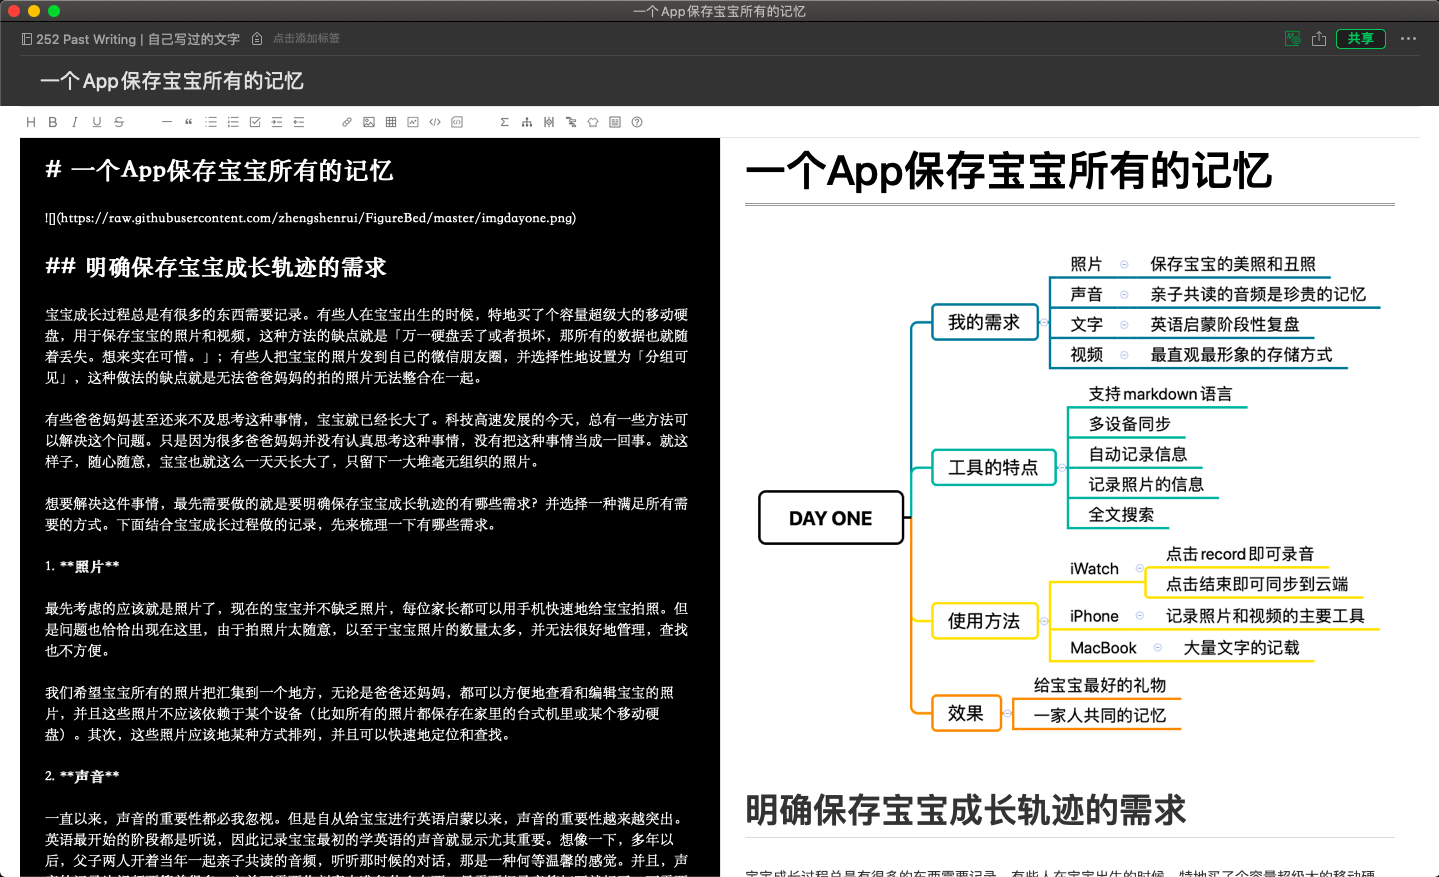 一个App保存宝宝所有的记忆
252 Past Writing | 自己写过的文字
点击添加标签
共享
一个App保存宝宝所有的记忆
# 一个App保存宝宝所有的记忆
![](https://raw.githubusercontent.com/zhengshenrui/FigureBed/master/imgdayone.png)
## 明确保存宝宝成长轨迹的需求
宝宝成长过程总是有很多的东西需要记录。有些人在宝宝出生的时候，特地买了个容量超级大的移动硬
盘，用于保存宝宝的照片和视频，这种方法的缺点就是「万一硬盘丢了或者损坏，那所有的数据也就随
着丢失。想来实在可惜。」；有些人把宝宝的照片发到自己的微信朋友圈，并选择性地设置为「分组可
见」，这种做法的缺点就是无法爸爸妈妈的拍的照片无法整合在一起。
有些爸爸妈妈甚至还来不及思考这种事情，宝宝就已经长大了。科技高速发展的今天，总有一些方法可
以解决这个问题。只是因为很多爸爸妈妈并没有认真思考这种事情，没有把这种事情当成一回事。就这
样子，随心随意，宝宝也就这么一天天长大了，只留下一大堆毫无组织的照片。
想要解决这件事情，最先需要做的就是要明确保存宝宝成长轨迹的有哪些需求？并选择一种满足所有需
要的方式。下面结合宝宝成长过程做的记录，先来梳理一下有哪些需求。
1. **照片**
最先考虑的应该就是照片了，现在的宝宝并不缺乏照片，每位家长都可以用手机快速地给宝宝拍照。但
是问题也恰恰出现在这里，由于拍照片太随意，以至于宝宝照片的数量太多，并无法很好地管理，查找
也不方便。
我们希望宝宝所有的照片把汇集到一个地方，无论是爸爸还妈妈，都可以方便地查看和编辑宝宝的照
片，并且这些照片不应该依赖于某个设备（比如所有的照片都保存在家里的台式机里或某个移动硬
盘）。其次，这些照片应该地某种方式排列，并且可以快速地定位和查找。
2. **声音**
一直以来，声音的重要性都必我忽视。但是自从给宝宝进行英语启蒙以来，声音的重要性越来越突出。
英语最开始的阶段都是听说，因此记录宝宝最初的学英语的声音就显示尤其重要。想像一下，多年以
后，父子两人开着当年一起亲子共读的音频，听听那时候的对话，那是一种何等温馨的感觉。并且，声
一个App保存宝宝所有的记忆
DAY ONE
我的需求
照片
保存宝宝的美照和丑照
声音
亲子共读的音频是珍贵的记忆
文字
英语启蒙阶段性复盘
视频
最直观最形象的存储方式
工具的特点
支持markdown语言
多设备同步
自动记录信息
记录照片的信息
全文搜索
使用方法
iWatch
点击record即可录音
点击结束即可同步到云端
iPhone
记录照片和视频的主要工具
MacBook
大量文字的记载
效果
给宝宝最好的礼物
一家人共同的记忆
明确保存宝宝成长轨迹的需求
宝宝成长过程总是有很多的东西需要记录。有些人在宝宝出生的时候，特地买了个容量超级大的移动硬